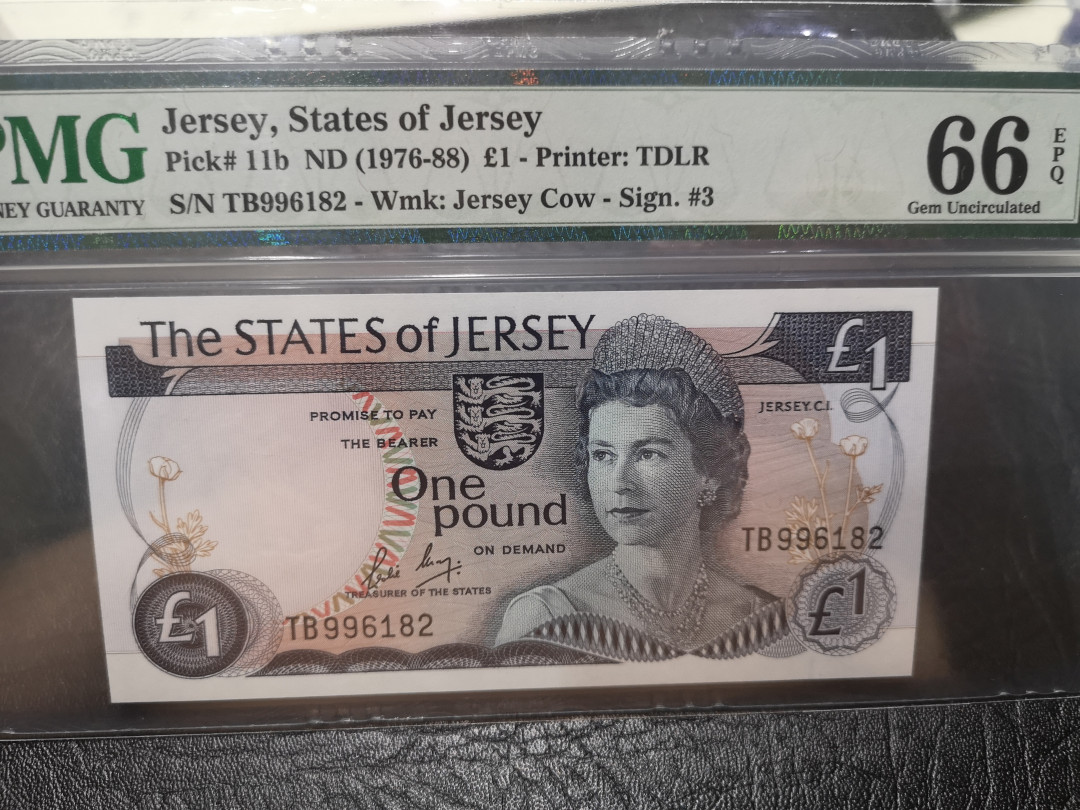 PMG
Jersey, States of Jersey
Pick# 11b ND (1976-88) £1 - Printer: TDLR
S/N TB996182 - Wmk: Jersey Cow - Sign. #3
NEY GUARANTY
66
EPQ
Gem Uncirculated
The STATES of JERSEY
£1
PROMISE TO PAY
THE BEARER
JERSEY.C.I.
One
pound
ON DEMAND
TB996182
TREASURER OF THE STATES
£1
TB996182
£1